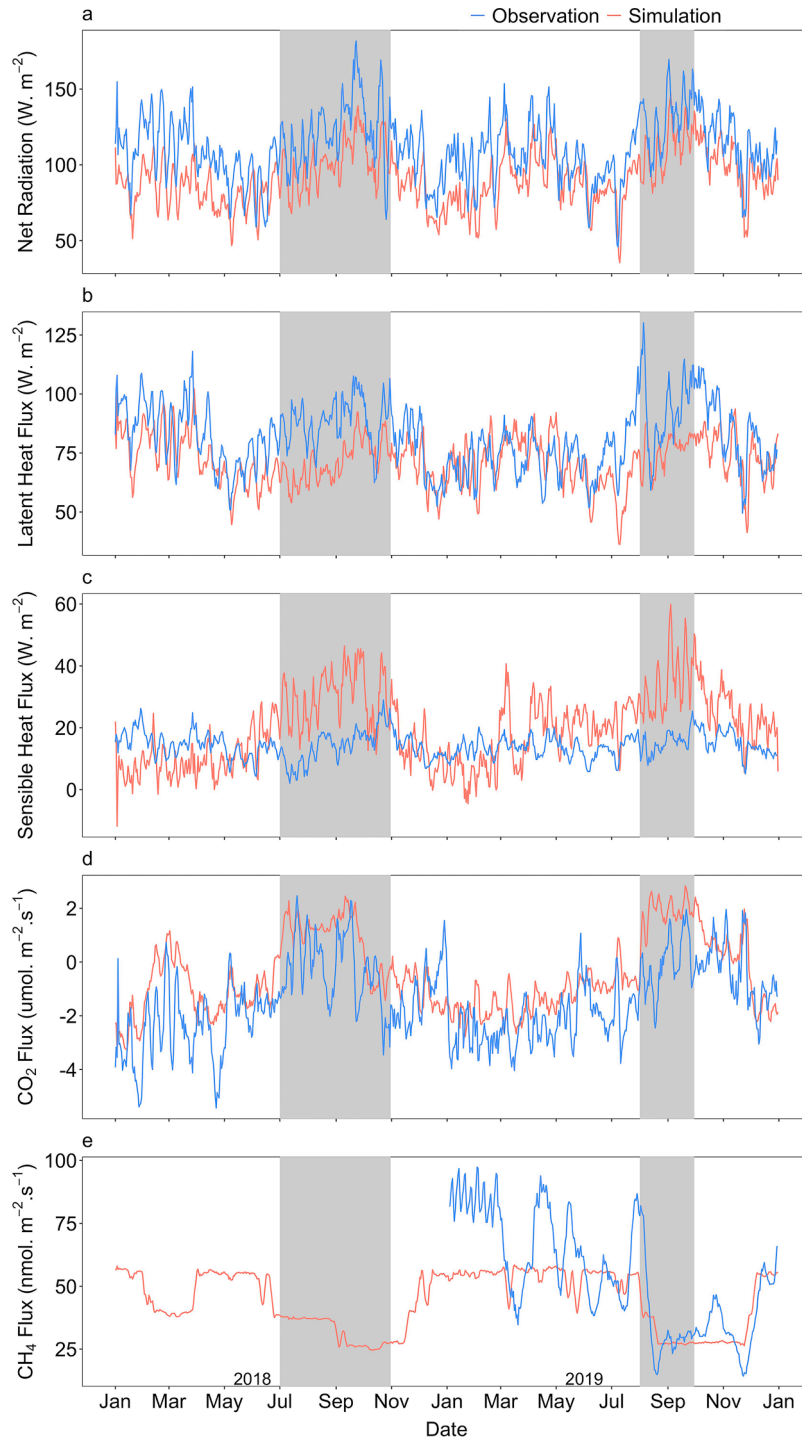 Observation Simulation
a
Net Radiation (W. m−2)
150
100
50
b
Latent Heat Flux (W. m−2)
125
100
75
50
c
Sensible Heat Flux (W. m−2)
60
40
20
0
d
CO2 Flux (umol. m−2.s−1)
2
0
-2
-4
e
CH4 Flux (nmol. m−2.s−1)
100
75
50
25
2018 2019
Jan Mar May Jul Sep Nov Jan Mar May Jul Sep Nov Jan
Date